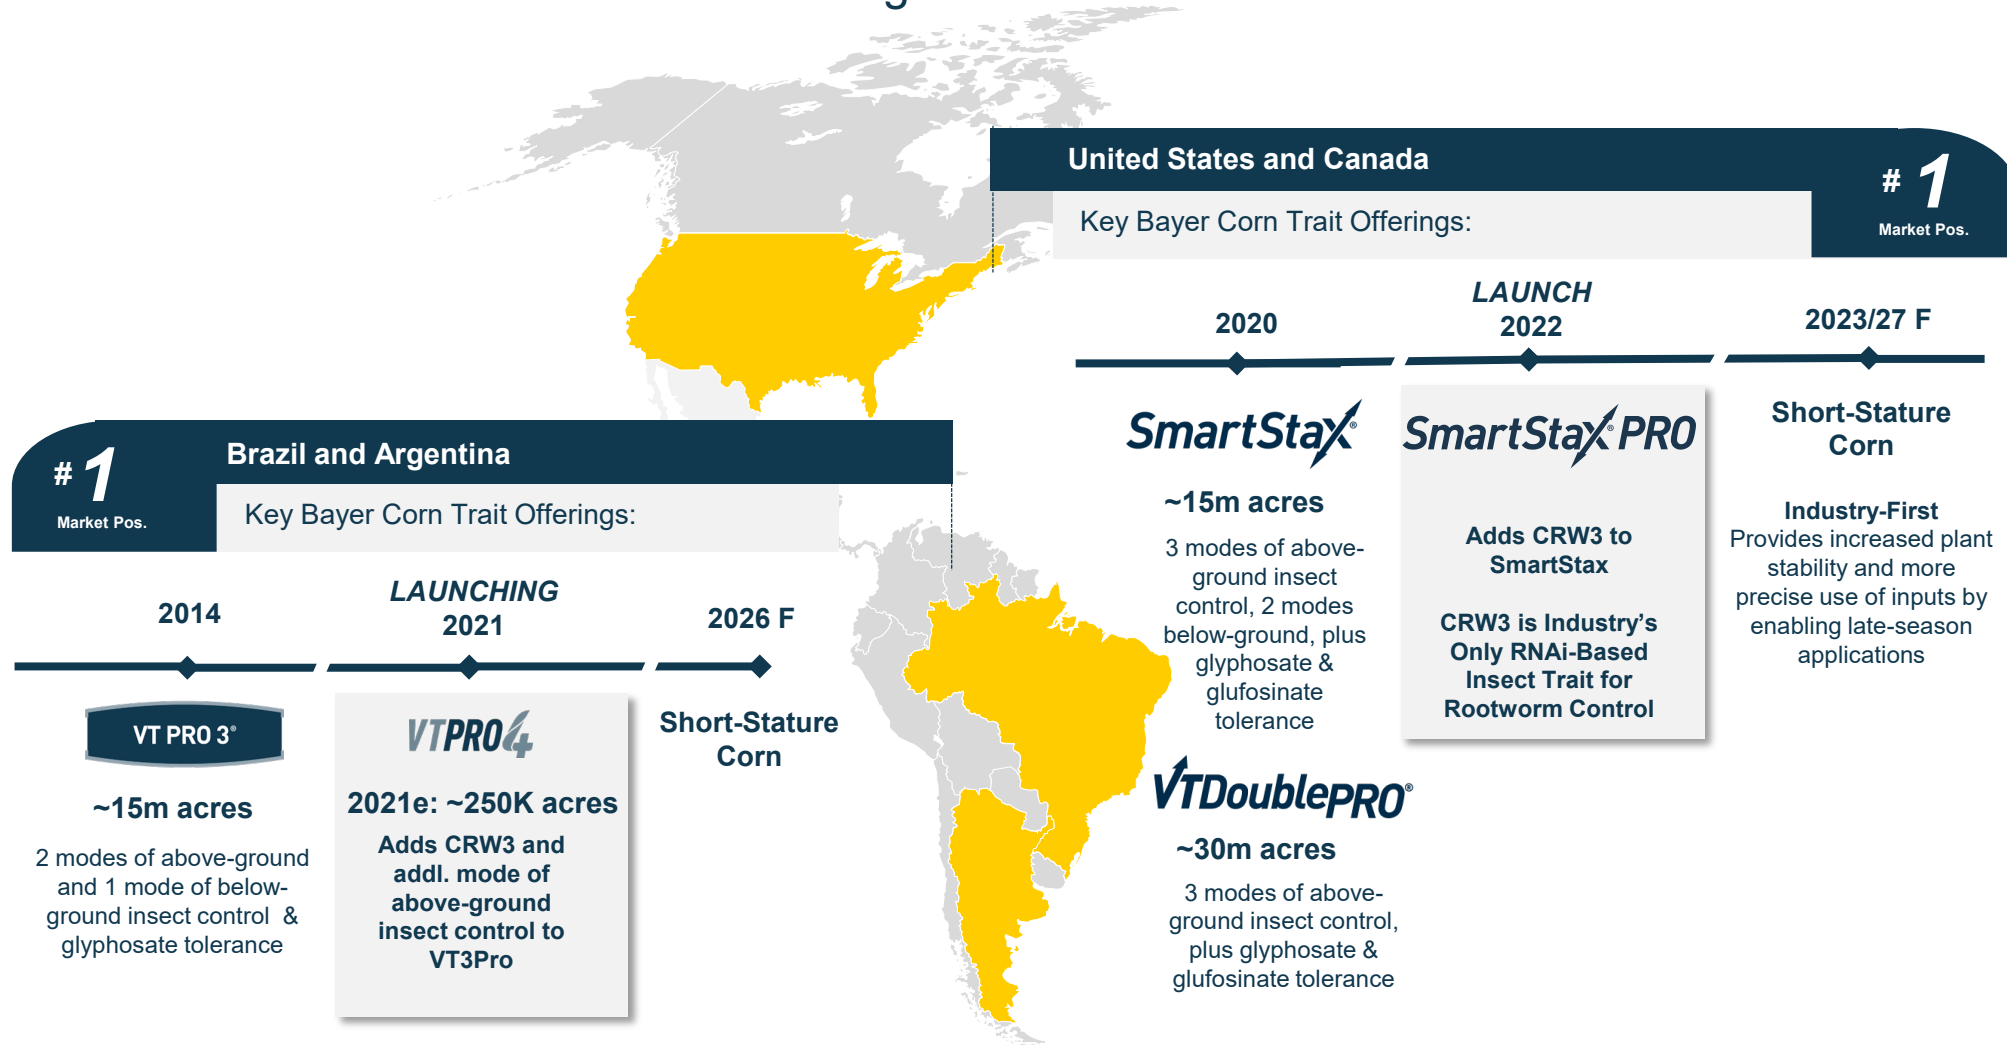 United States and Canada
# 1
Market Pos.
Key Bayer Corn Trait Offerings:
2020
LAUNCH
2022
2023/27 F
SmartStax®
~15m acres
3 modes of above-
ground insect
control, 2 modes
below-ground, plus
glyphosate &
glufosinate
tolerance
VTDoublePRO®
~30m acres
3 modes of above-
ground insect control,
plus glyphosate &
glufosinate tolerance
SmartStax® PRO
Adds CRW3 to
SmartStax
CRW3 is Industry's
Only RNAi-Based
Insect Trait for
Rootworm Control
Short-Stature
Corn
Industry-First
Provides increased plant
stability and more
precise use of inputs by
enabling late-season
applications
Brazil and Argentina
# 1
Market Pos.
Key Bayer Corn Trait Offerings:
2014
LAUNCHING
2021
2026 F
VT PRO 3®
~15m acres
2 modes of above-ground
and 1 mode of below-
ground insect control &
glyphosate tolerance
VTPRO4
2021e: ~250K acres
Adds CRW3 and
addl. mode of
above-ground
insect control to
VT3Pro
Short-Stature
Corn